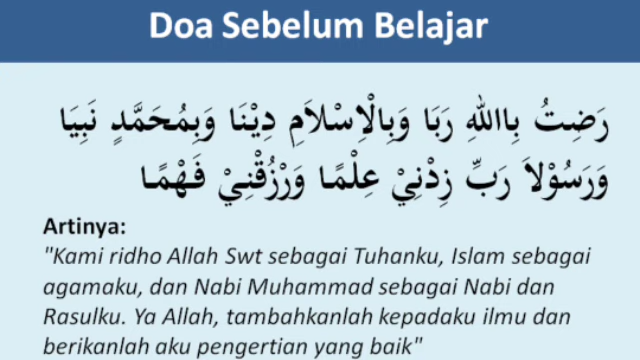 Doa Sebelum Belajar
رَضِتُ بِااللهِ رَبَا وَبِالْاِسْلاَمِ دِيْنَا وَبِمُحَمَّدٍ نَبِيَا
وَرَسُوْلاَ رَبِّ زِدْنِيْ عِلْمًا وَرْزُقْنِيْ فَهْمًا
Artinya:
"Kami ridho Allah Swt sebagai Tuhanku, Islam sebagai
agamaku, dan Nabi Muhammad sebagai Nabi dan
Rasulku. Ya Allah, tambahkanlah kepadaku ilmu dan
berikanlah aku pengertian yang baik"